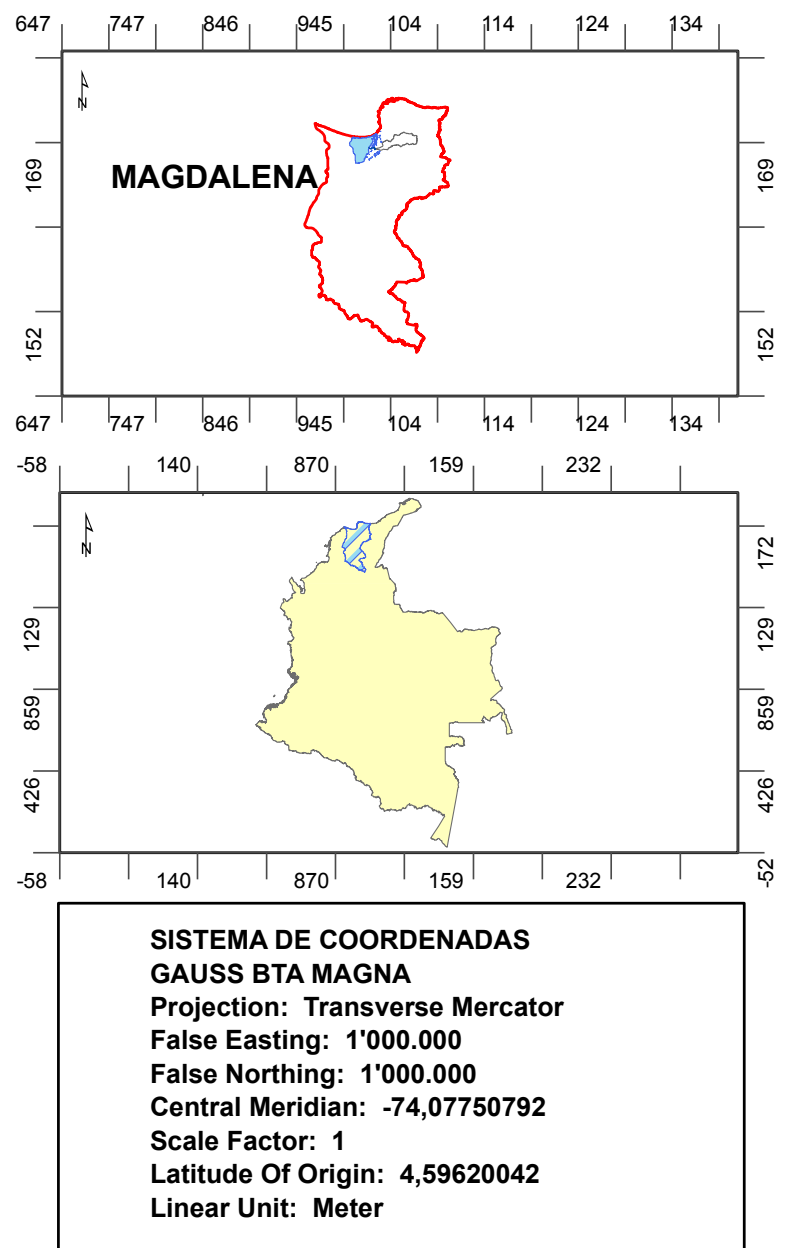 647 747 846 945 104 114 124 134
N
MAGDALENA
169 169
152 152
647 747 846 945 104 114 124 134
-58 140 870 159 232
N
172
129 129
859 859
426 426
-52
-58 140 870 159 232
SISTEMA DE COORDENADAS
GAUSS BTA MAGNA
Projection: Transverse Mercator
False Easting: 1'000.000
False Northing: 1'000.000
Central Meridian: -74,07750792
Scale Factor: 1
Latitude Of Origin: 4,59620042
Linear Unit: Meter